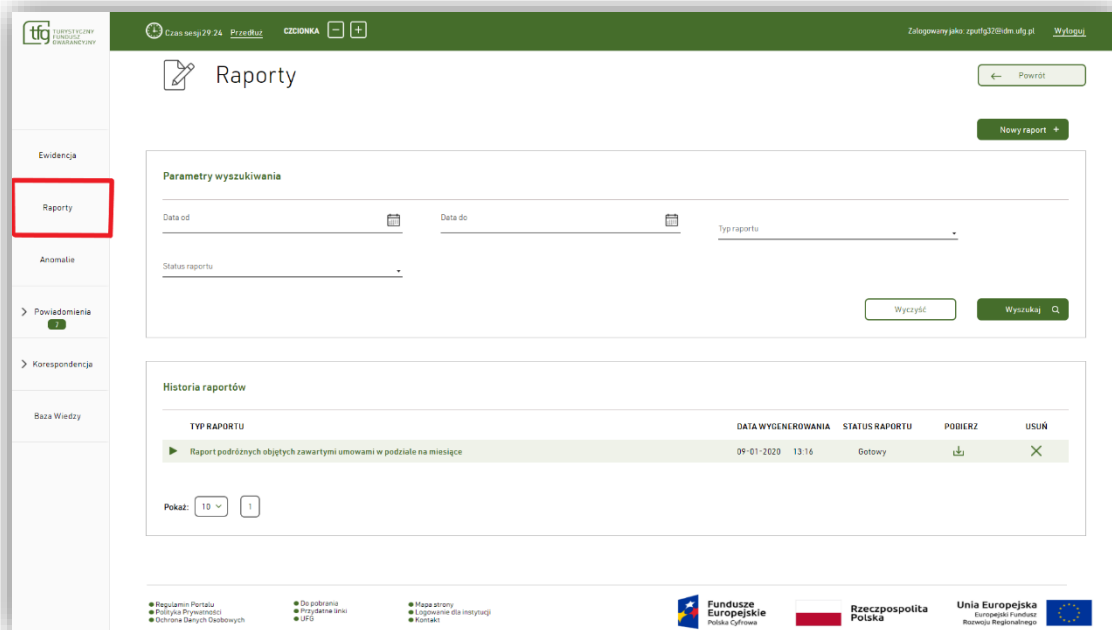 tfg TURYSTYCZNY FUNDUSZ GWARANCYJNY
Czas sesji 29:24 Przedłuż CZCIONKA − + Zalogowany jako: zputfg32@idm.ufg.pl Wyloguj
Raporty
← Powrót
Nowy raport +
Ewidencja
Raporty
Anomalie
Powiadomienia
7
Korespondencja
Baza Wiedzy
Parametry wyszukiwania
Data od Data do Typ raportu
Status raportu
Wyczyść Wyszukaj
Historia raportów
TYP RAPORTU DATA WYGENEROWANIA STATUS RAPORTU POBIERZ USUŃ
Raport podróżnych objętych zawartymi umowami w podziale na miesiące 09-01-2020 13:16 Gotowy
Pokaż: 10 1
Regulamin Portalu
Polityka Prywatności
Ochrona Danych Osobowych
Do pobrania
Przydatne linki
UFG
Mapa strony
Logowanie dla instytucji
Kontakt
Fundusze
Europejskie
Polska Cyfrowa
Rzeczpospolita
Polska
Unia Europejska
Europejski Fundusz
Rozwoju Regionalnego